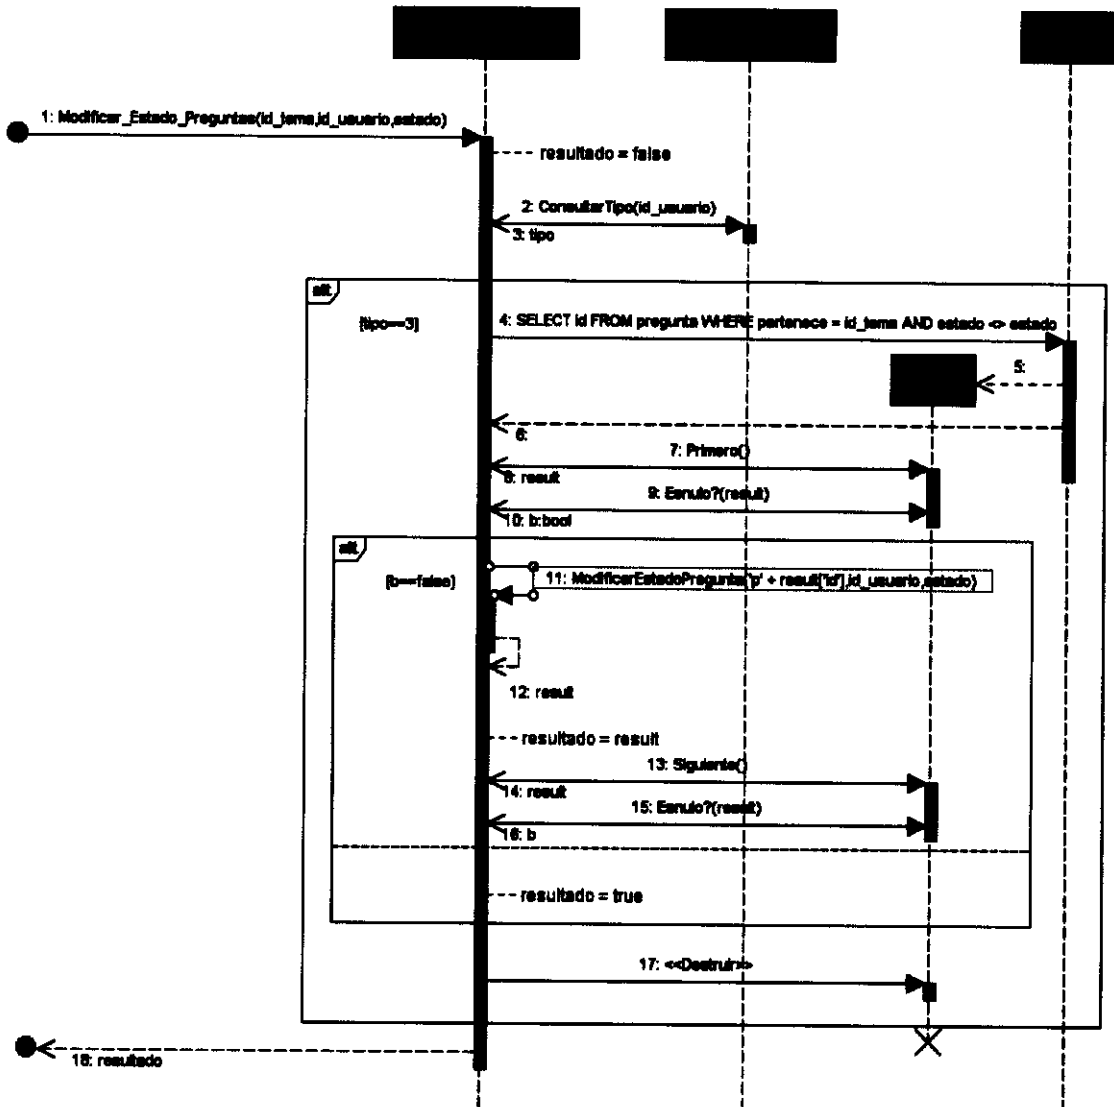 1: Modificar_Estado_Preguntas(id_tema,id_usuario,estado)
resultado = false
2: ConsultarTipo(id_usuario)
3: tipo
alt
[tipo==3]
4: SELECT id FROM pregunta WHERE pertenece = id_tema AND estado <> estado
5:
6:
7: Primero()
8: result
9: Esnulo?(result)
10: b:bool
alt
[b==false]
11: ModificarEstadoPregunta('p' + result['id'],id_usuario,estado)
12: result
resultado = result
13: Siguiente()
14: result
15: Esnulo?(result)
16: b
resultado = true
17: <<Destruir>>
18: resultado